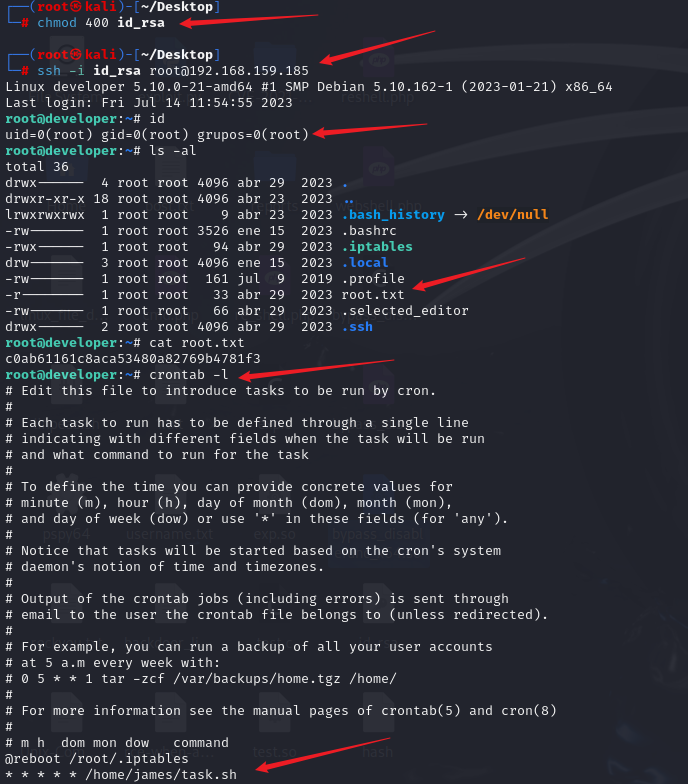 ┌──(root㉿kali)-[~/Desktop]
└─# chmod 400 id_rsa
┌──(root㉿kali)-[~/Desktop]
└─# ssh -i id_rsa root@192.168.159.185
Linux developer 5.10.0-21-amd64 #1 SMP Debian 5.10.162-1 (2023-01-21) x86_64
Last login: Fri Jul 14 11:54:55 2023
root@developer:~# id
uid=0(root) gid=0(root) grupos=0(root)
root@developer:~# ls -al
total 36
drwx------  4 root root 4096 abr 29  2023 .
drwxr-xr-x 18 root root 4096 abr 23  2023 ..
lrwxrwxrwx  1 root root    9 abr 23  2023 .bash_history -> /dev/null
-rw-------  1 root root 3526 ene 15  2023 .bashrc
-rwx------  1 root root   94 abr 29  2023 .iptables
drw-------  3 root root 4096 ene 15  2023 .local
-rw-------  1 root root  161 jul  9  2019 .profile
-r--------  1 root root   33 abr 29  2023 root.txt
-rw-------  1 root root   66 abr 29  2023 .selected_editor
drwx------  2 root root 4096 abr 29  2023 .ssh
root@developer:~# cat root.txt
c0ab61161c8aca53480a82769b4781f3
root@developer:~# crontab -l
# Edit this file to introduce tasks to be run by cron.
#
# Each task to run has to be defined through a single line
# indicating with different fields when the task will be run
# and what command to run for the task
#
# To define the time you can provide concrete values for
# minute (m), hour (h), day of month (dom), month (mon),
# and day of week (dow) or use '*' in these fields (for 'any').
#
# Notice that tasks will be started based on the cron's system
# daemon's notion of time and timezones.
#
# Output of the crontab jobs (including errors) is sent through
# email to the user the crontab file belongs to (unless redirected).
#
# For example, you can run a backup of all your user accounts
# at 5 a.m every week with:
# 0 5 * * 1 tar -zcf /var/backups/home.tgz /home/
#
# For more information see the manual pages of crontab(5) and cron(8)
#
# m h  dom mon dow   command
@reboot /root/.iptables
* * * * * /home/james/task.sh
pspy64
username.txt
exp.so
bypass_disabl
test.so
hash